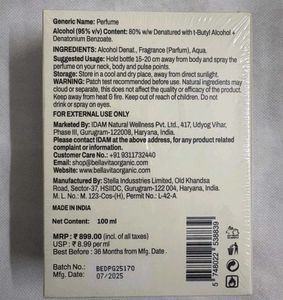 Generic Name: Perfume
Alcohol (95% v/v) Content: 80% w/w Denatured with t-Butyl Alcohol + Denatonium Benzoate.
INGREDIENTS: Alcohol Denat., Fragrance (Parfum), Aqua.
Suggested Usage: Hold bottle 15-20 cm away from body and spray the perfume on your neck, body and pulse points.
Storage: Store in a cool and dry place, away from direct sunlight.
WARNING: Patch test recommended before use. Natural ingredients may cloud or separate, this does not affect the quality or efficacy of the product. Keep away from heat & fire. Keep out of reach of children. Do not drink or spray on eyes.
FOR EXTERNAL USE ONLY
Marketed By: IDAM Natural Wellness Pvt. Ltd., 417, Udyog Vihar, Phase III, Gurugram-122008, Haryana, India.
Please contact IDAM at the above address, for any product related complaint or information.
Customer Care No.: +91 9311732440
Email: shop@bellavitaorganic.com
www.bellavitaorganic.com
Manufactured By: Stella Industries Limited, Old Khandsa Road, Sector-37, HSIIDC, Gurugram-122 004, Haryana, India.
M. L. No.: M. 123-Cos-(H), Permit No: L-42-A
MADE IN INDIA
Net Content: 100 ml
MRP : ₹ 899.00 (incl. of all taxes)
USP : ₹ 8.99 per ml
Best Before : 36 Months from Mfg. Date .
Batch No.: BEDPG25170
Mfg. Date : 07/2025
5 748022 538839